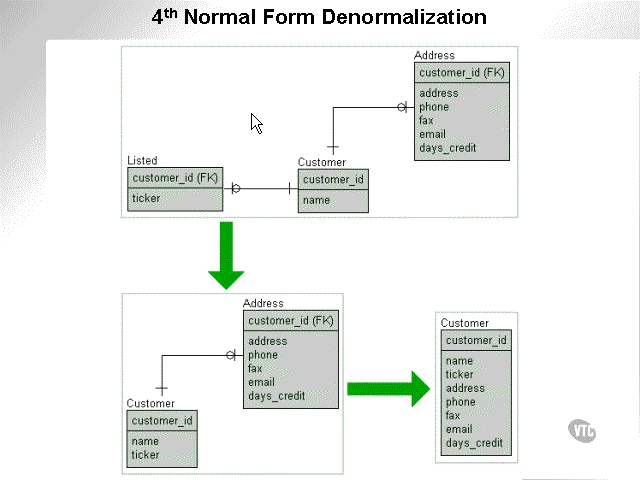 4th Normal Form Denormalization
Address
customer_id (FK)
address
phone
fax
email
days_credit
Listed
customer_id (FK)
ticker
Customer
customer_id
name
Address
customer_id (FK)
address
phone
fax
email
days_credit
Customer
customer_id
name
ticker
Customer
customer_id
name
ticker
address
phone
fax
email
days_credit
VTC